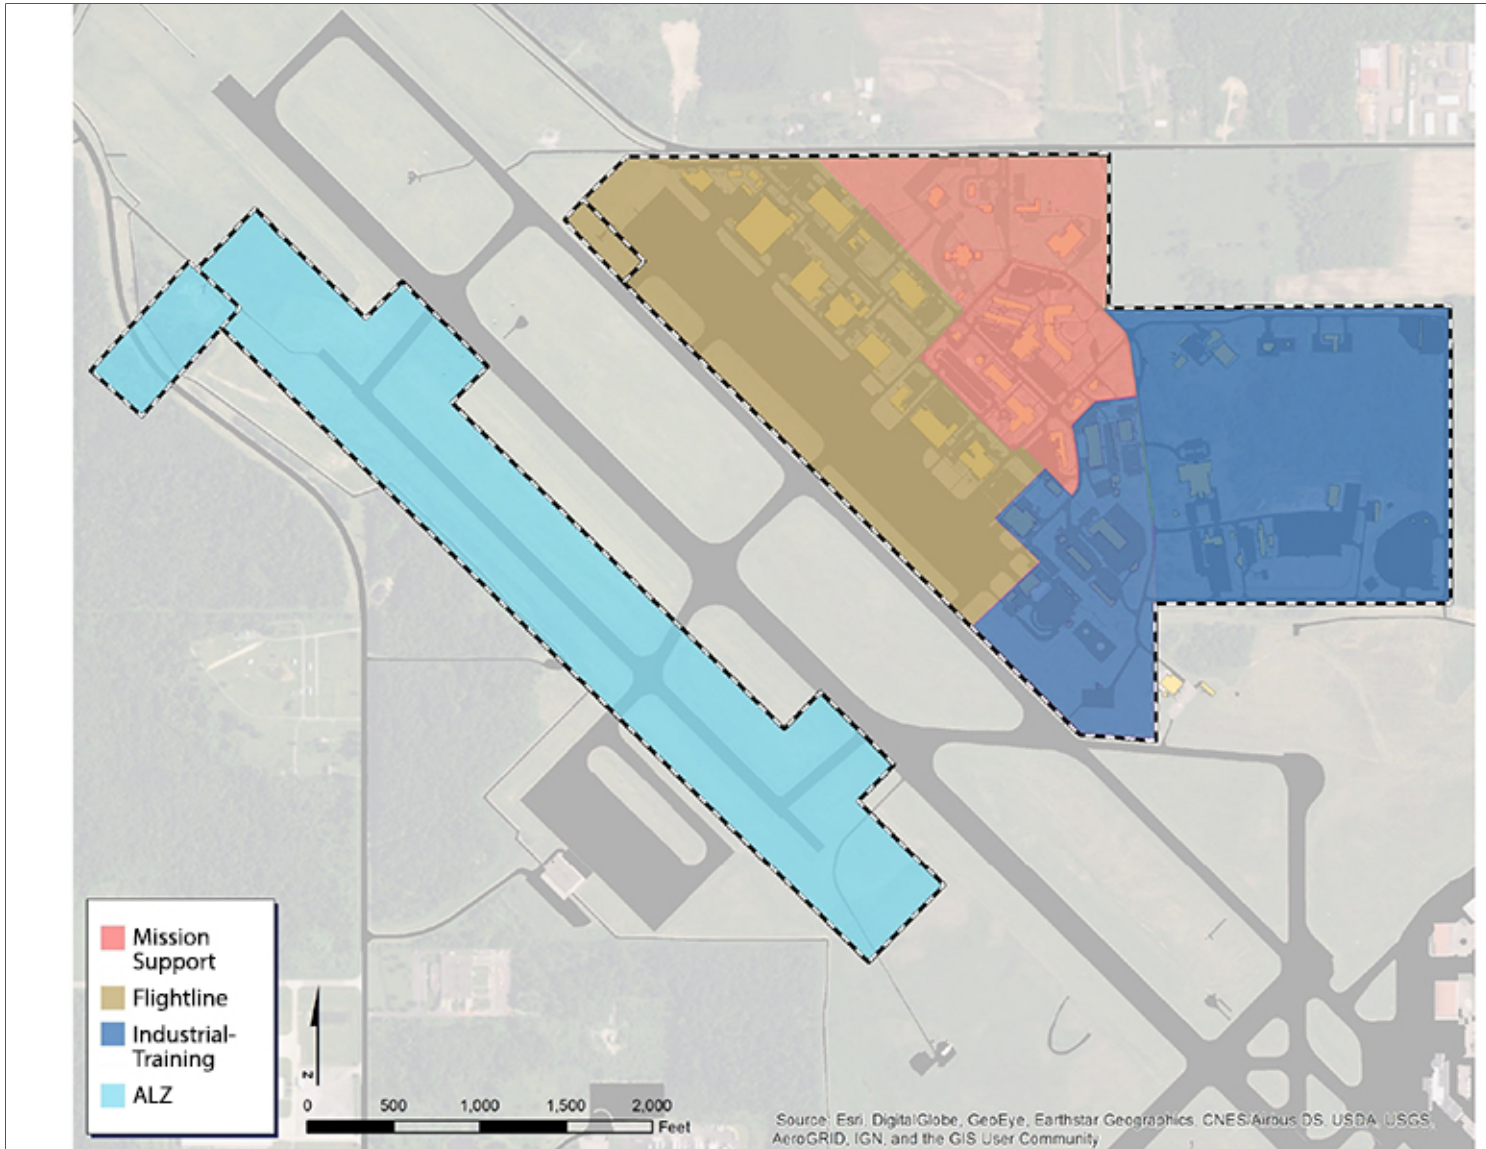 Mission
Support
Flightline
Industrial-
Training
ALZ
N
0 500 1,000 1,500 2,000
Feet
Source: Esri, DigitalGlobe, GeoEye, Earthstar Geographics, CNES/Airbus DS, USDA, USGS,
AeroGRID, IGN, and the GIS User Community